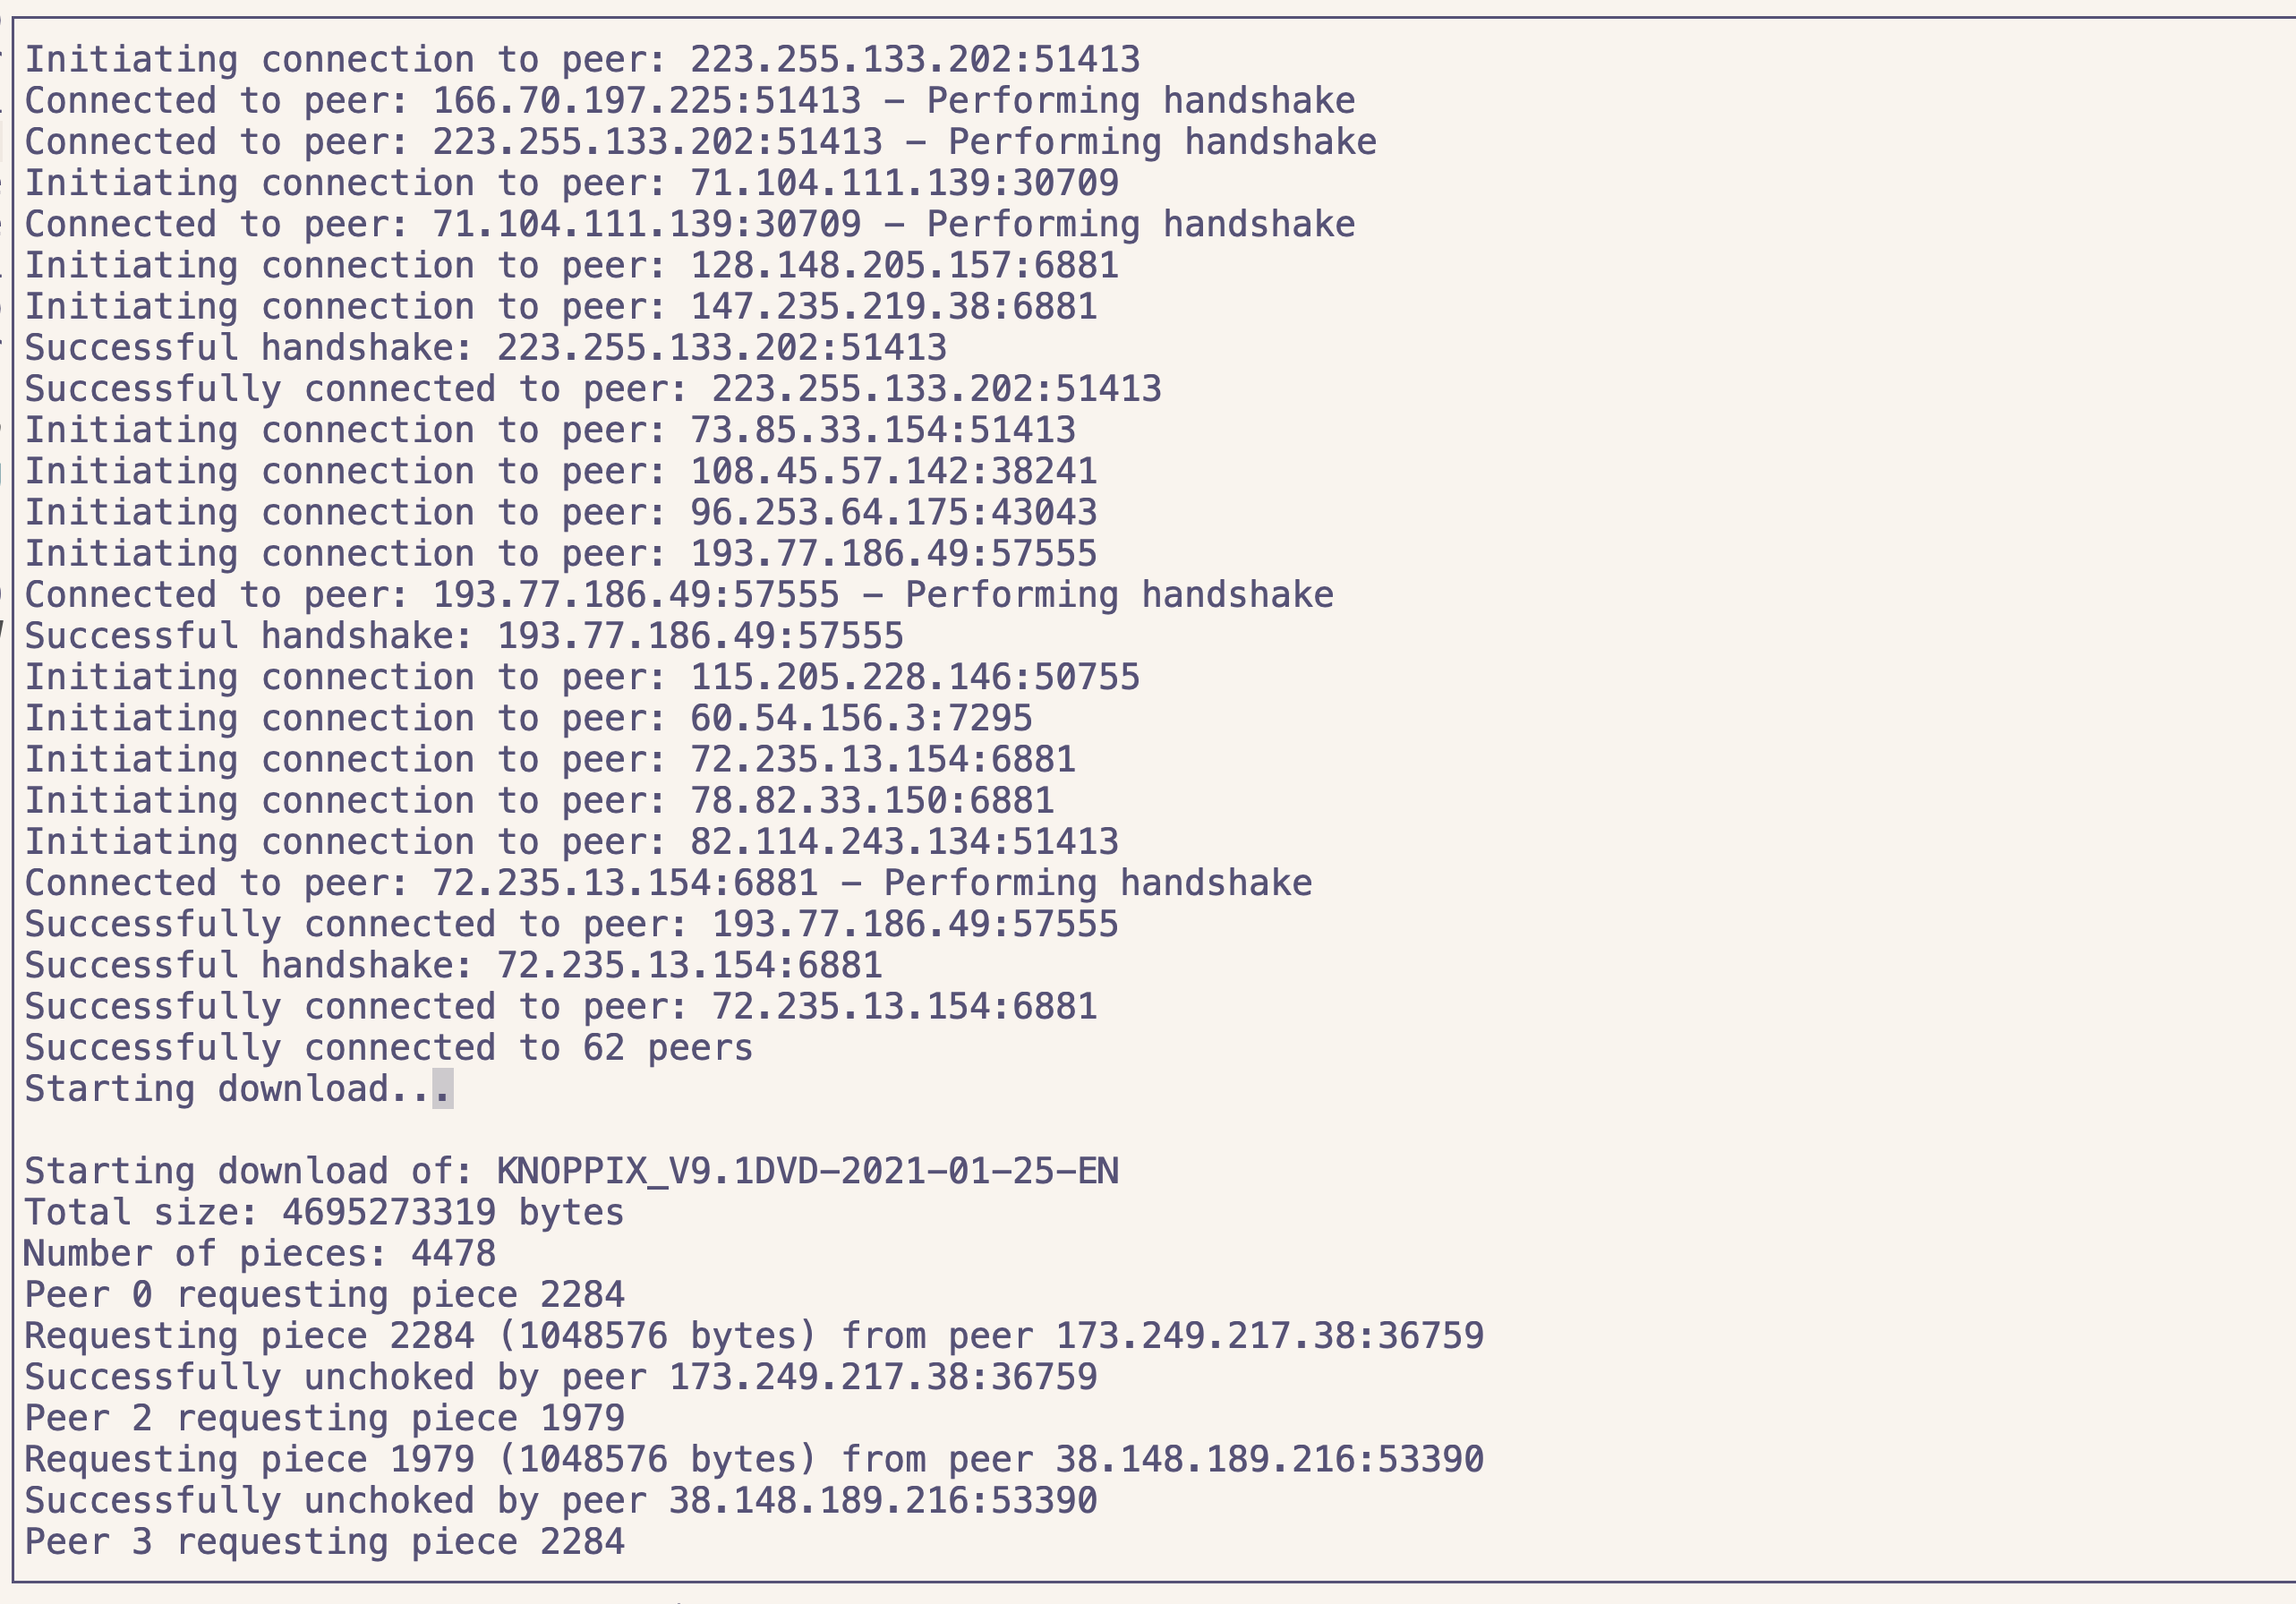 Initiating connection to peer: 223.255.133.202:51413
Connected to peer: 166.70.197.225:51413 – Performing handshake
Connected to peer: 223.255.133.202:51413 – Performing handshake
Initiating connection to peer: 71.104.111.139:30709
Connected to peer: 71.104.111.139:30709 – Performing handshake
Initiating connection to peer: 128.148.205.157:6881
Initiating connection to peer: 147.235.219.38:6881
Successful handshake: 223.255.133.202:51413
Successfully connected to peer: 223.255.133.202:51413
Initiating connection to peer: 73.85.33.154:51413
Initiating connection to peer: 108.45.57.142:38241
Initiating connection to peer: 96.253.64.175:43043
Initiating connection to peer: 193.77.186.49:57555
Connected to peer: 193.77.186.49:57555 – Performing handshake
Successful handshake: 193.77.186.49:57555
Initiating connection to peer: 115.205.228.146:50755
Initiating connection to peer: 60.54.156.3:7295
Initiating connection to peer: 72.235.13.154:6881
Initiating connection to peer: 78.82.33.150:6881
Initiating connection to peer: 82.114.243.134:51413
Connected to peer: 72.235.13.154:6881 – Performing handshake
Successfully connected to peer: 193.77.186.49:57555
Successful handshake: 72.235.13.154:6881
Successfully connected to peer: 72.235.13.154:6881
Successfully connected to 62 peers
Starting download...
Starting download of: KNOPPIX_V9.1DVD–2021–01–25–EN
Total size: 4695273319 bytes
Number of pieces: 4478
Peer 0 requesting piece 2284
Requesting piece 2284 (1048576 bytes) from peer 173.249.217.38:36759
Successfully unchoked by peer 173.249.217.38:36759
Peer 2 requesting piece 1979
Requesting piece 1979 (1048576 bytes) from peer 38.148.189.216:53390
Successfully unchoked by peer 38.148.189.216:53390
Peer 3 requesting piece 2284